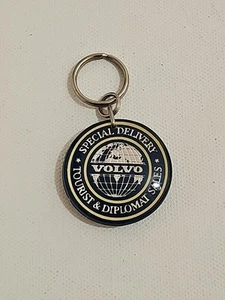 SPECIAL DELIVERY
VOLVO
TOURIST & DIPLOMAT SALES